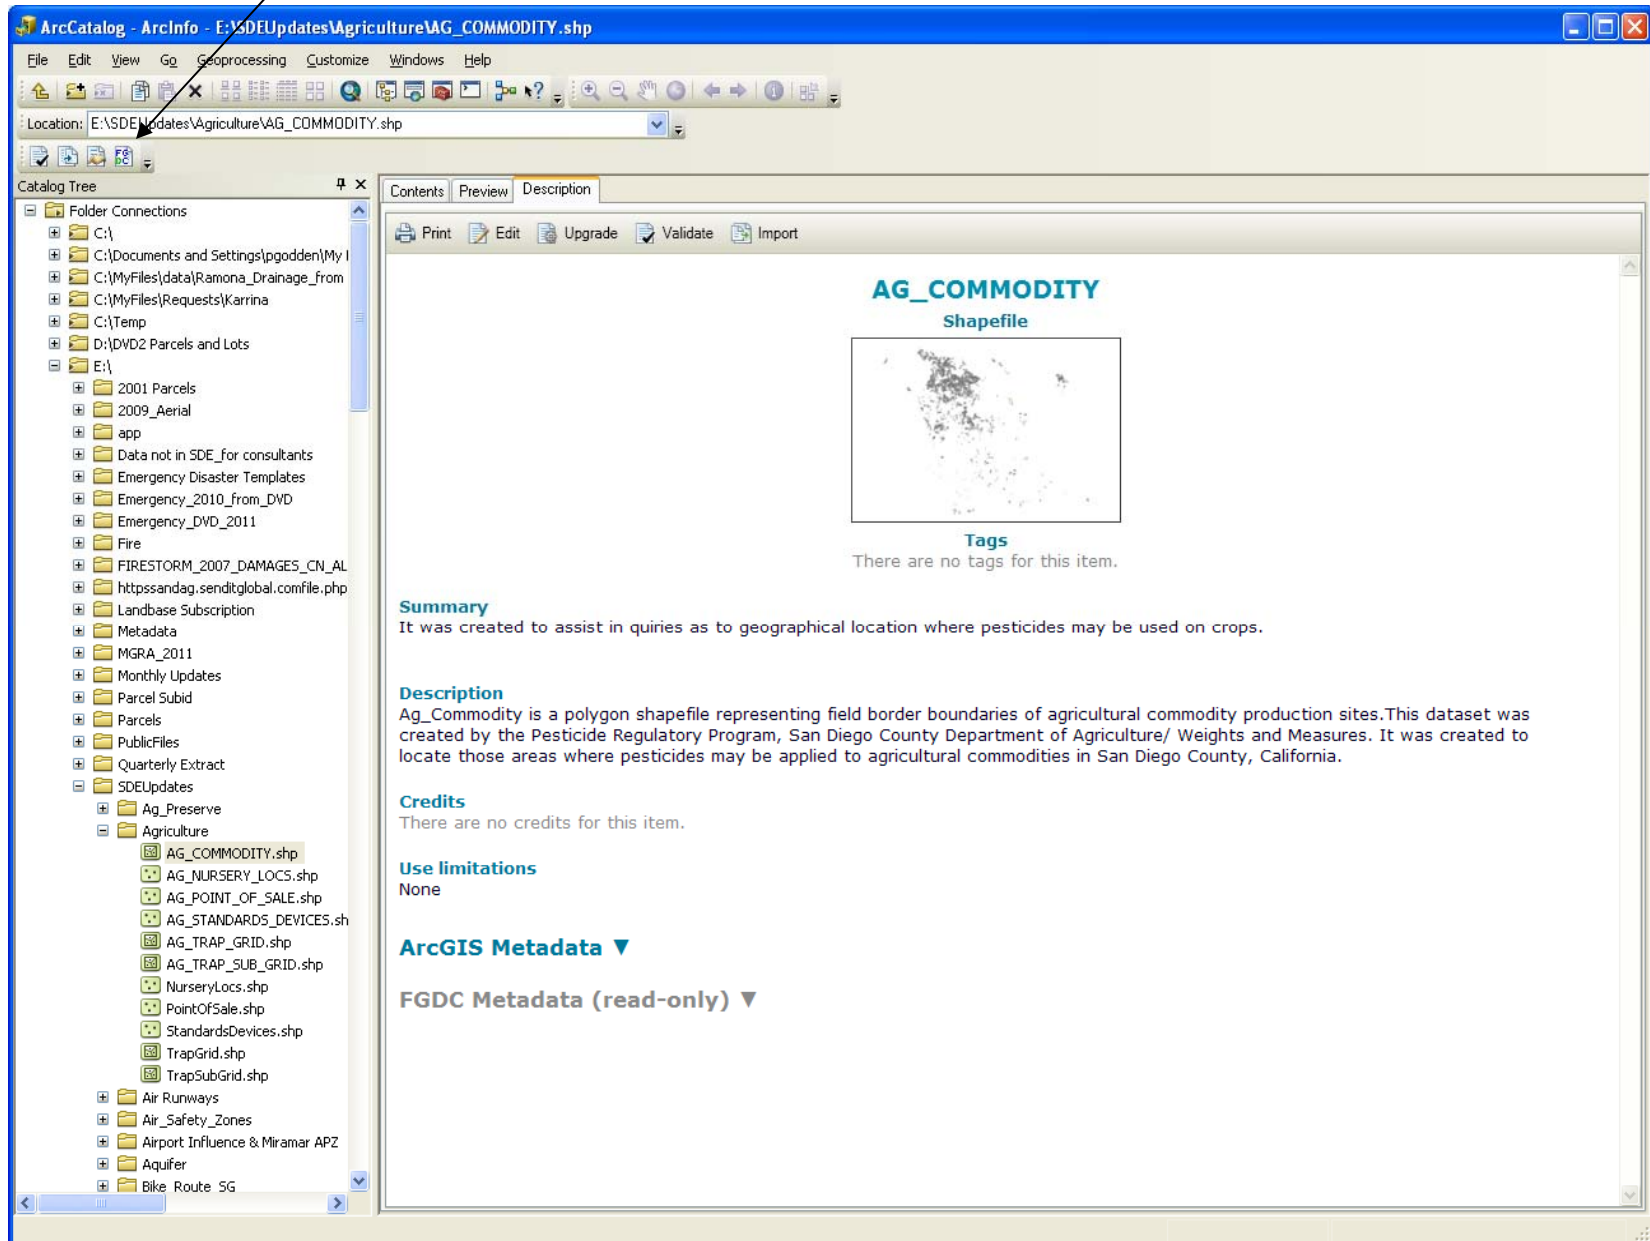 ArcCatalog - ArcInfo - E:\SDEUpdates\Agriculture\AG_COMMODITY.shp
File Edit View Go Geoprocessing Customize Windows Help
Location: E:\SDEUpdates\Agriculture\AG_COMMODITY.shp
FG
DC
Catalog Tree
Folder Connections
C:\
C:\Documents and Settings\pgodden\My
C:\MyFiles\data\Ramona_Drainage_from
C:\MyFiles\Requests\Karrina
C:\Temp
D:\DVD2 Parcels and Lots
E:\
2001 Parcels
2009_Aerial
app
Data not in SDE_for consultants
Emergency Disaster Templates
Emergency_2010_from_DVD
Emergency_DVD_2011
Fire
FIRESTORM_2007_DAMAGES_CN_AL
httpssandag.senditglobal.comfile.php
Landbase Subscription
Metadata
MGRA_2011
Monthly Updates
Parcel Subid
Parcels
PublicFiles
Quarterly Extract
SDEUpdates
Ag_Preserve
Agriculture
AG_COMMODITY.shp
AG_NURSERY_LOCS.shp
AG_POINT_OF_SALE.shp
AG_STANDARDS_DEVICES.sh
AG_TRAP_GRID.shp
AG_TRAP_SUB_GRID.shp
NurseryLocs.shp
PointOfSale.shp
StandardsDevices.shp
TrapGrid.shp
TrapSubGrid.shp
Air Runways
Air_Safety_Zones
Airport Influence & Miramar APZ
Aquifer
Bike Route SG
Contents Preview Description
Print Edit Upgrade Validate Import
AG_COMMODITY
Shapefile
Tags
There are no tags for this item.
Summary
It was created to assist in quiries as to geographical location where pesticides may be used on crops.
Description
Ag_Commodity is a polygon shapefile representing field border boundaries of agricultural commodity production sites.This dataset was
created by the Pesticide Regulatory Program, San Diego County Department of Agriculture/ Weights and Measures. It was created to
locate those areas where pesticides may be applied to agricultural commodities in San Diego County, California.
Credits
There are no credits for this item.
Use limitations
None
ArcGIS Metadata ▼
FGDC Metadata (read-only) ▼